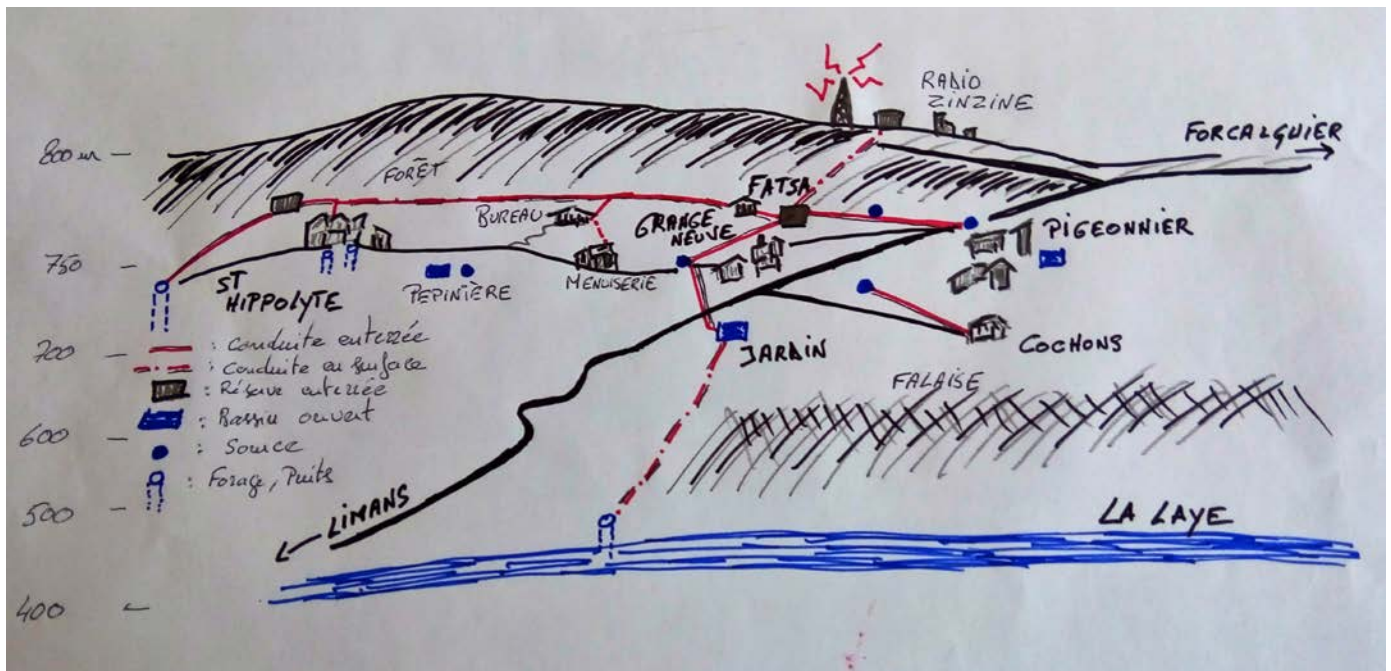 RADIO
ZINZINE
FORCALQUIER
800 m
FORÊT
FATSA
BUREAU
GRANGE
NEUVE
PIGEONNIER
750
ST
HIPPOLYTE
PÉPINIÈRE
MENUISERIE
700
: Conduite enterrée
: Conduite en surface
: Réserve enterrée
: Bassin ouvert
: Source
: Forage, Puits
JARDIN
COCHONS
FALAISE
600
500
LIMANS
LA LAYE
400